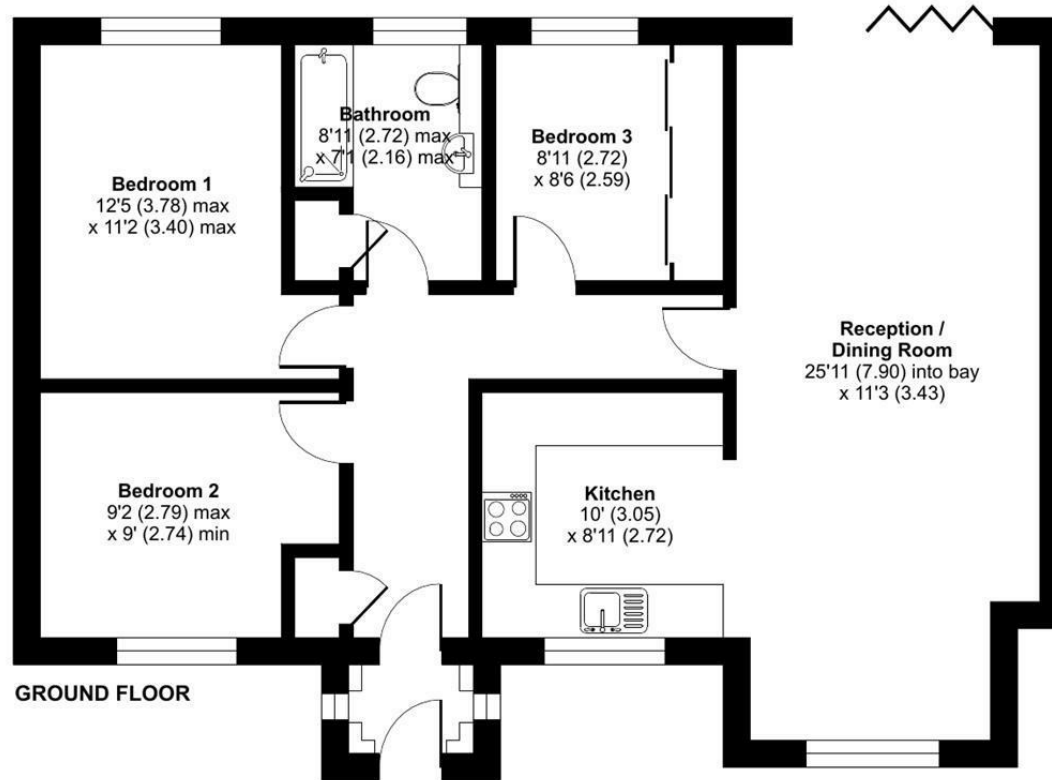 Bathroom
8'11 (2.72) max
x 7'1 (2.16) max
Bedroom 3
8'11 (2.72)
x 8'6 (2.59)
Bedroom 1
12'5 (3.78) max
x 11'2 (3.40) max
Reception /
Dining Room
25'11 (7.90) into bay
x 11'3 (3.43)
Bedroom 2
9'2 (2.79) max
x 9' (2.74) min
Kitchen
10' (3.05)
x 8'11 (2.72)
GROUND FLOOR